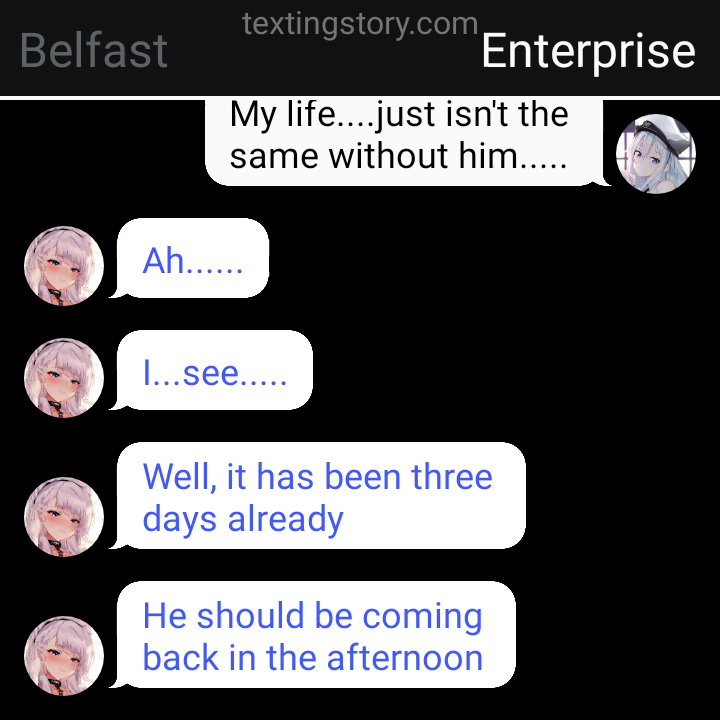 textingstory.com
Belfast
Enterprise
My life....just isn't the
same without him.....
Ah......
I...see.....
Well, it has been three
days already
He should be coming
back in the afternoon